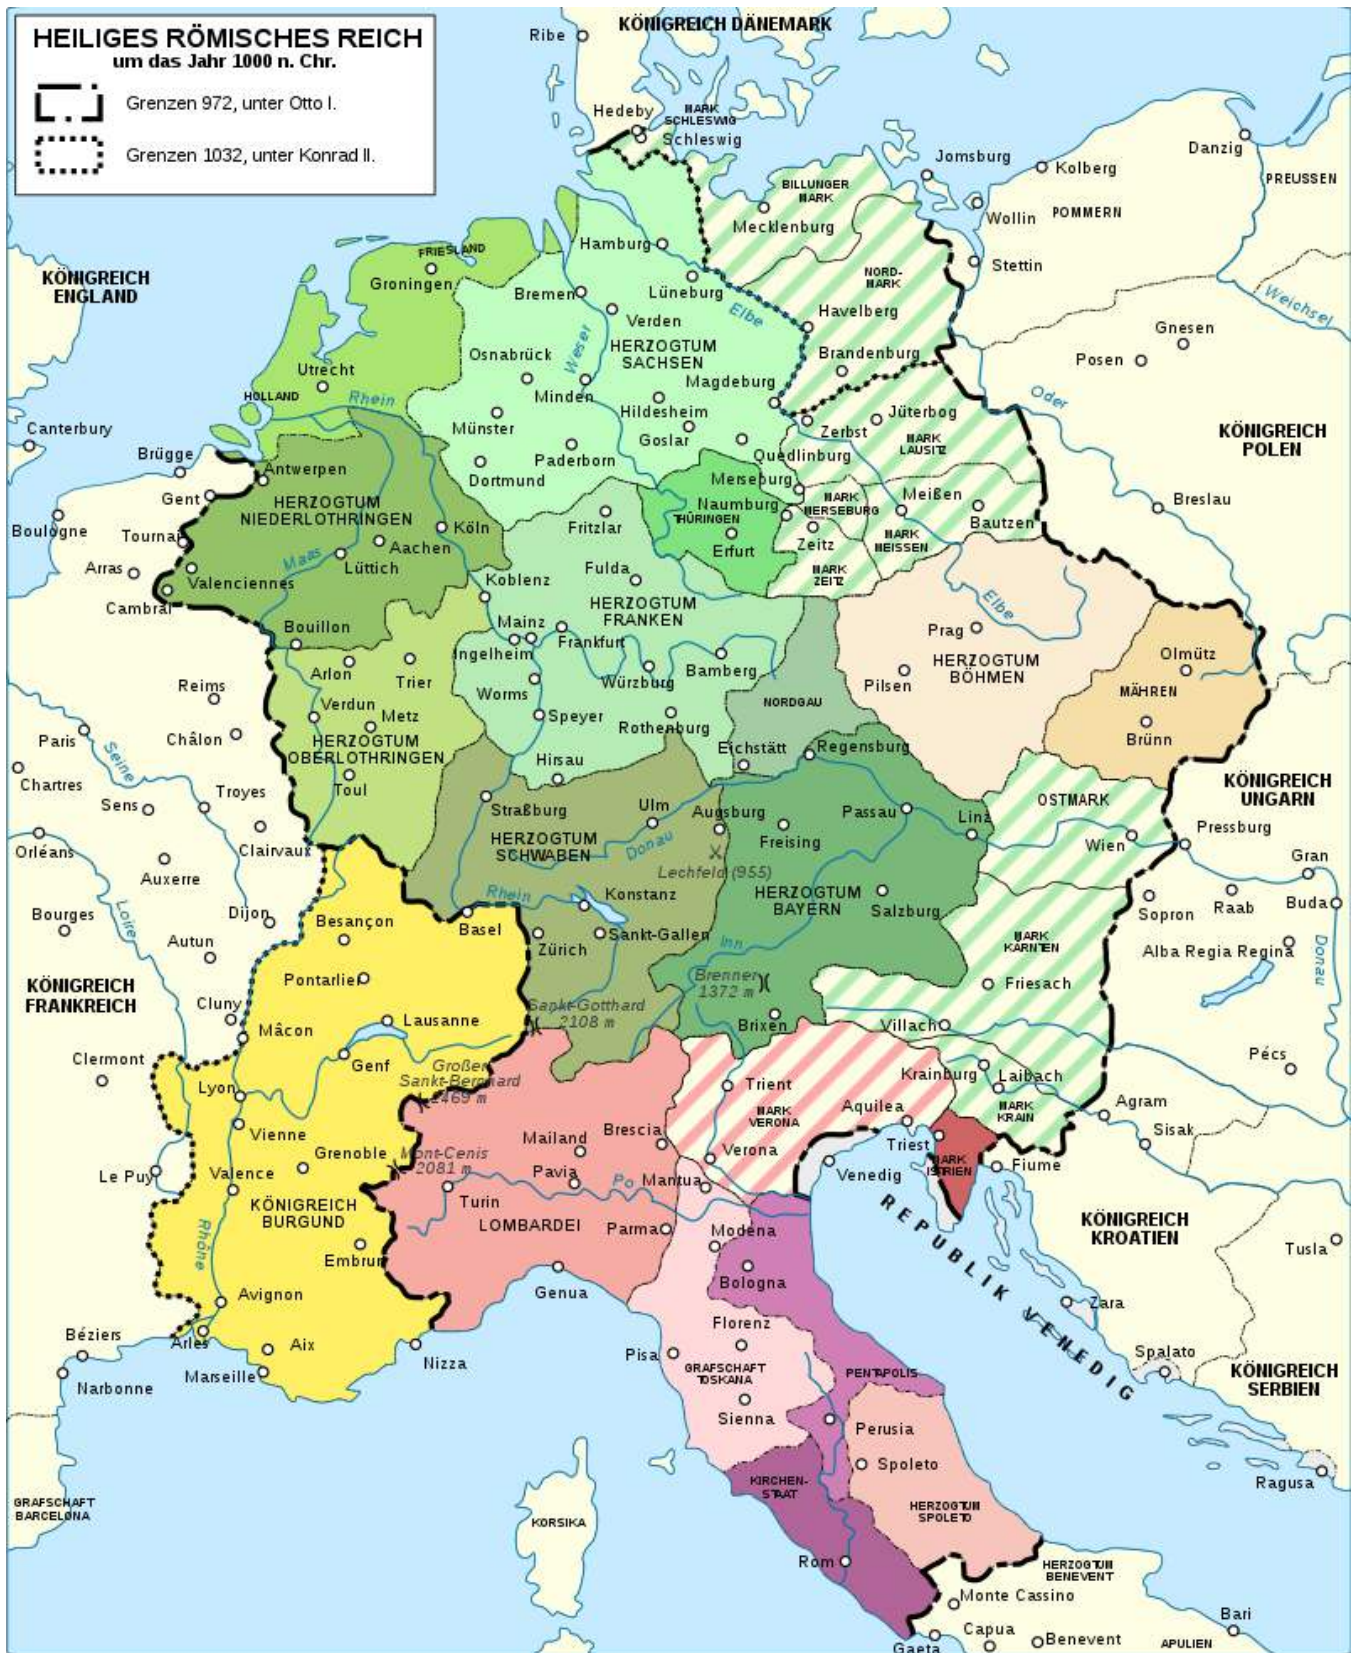 HEILIGES RÖMISCHES REICH
um das Jahr 1000 n. Chr.
Grenzen 972, unter Otto I.
Grenzen 1032, unter Konrad II.
KÖNIGREICH DÄNEMARK
Ribe
Hedeby
MARK
SCHLESWIG
Schleswig
Jomsburg
Kolberg
Danzig
PREUSSEN
BILLUNGER
MARK
Mecklenburg
Wollin
POMMERN
Stettin
Hamburg
FRIESLAND
Groningen
KÖNIGREICH
ENGLAND
NORD-
MARK
Weichsel
Bremen
Lüneburg
Elbe
Verden
Havelberg
Gnesen
Posen
Weser
HERZOGTUM
SACHSEN
Osnabrück
Brandenburg
Utrecht
HOLLAND
Rhein
Minden
Magdeburg
Oder
Münster
Hildesheim
Goslar
Zerbst
Jüterbog
MARK
LAUSITZ
Canterbury
KÖNIGREICH
POLEN
Brügge
Antwerpen
Paderborn
Quedlinburg
Dortmund
Merseburg
Gent
HERZOGTUM
NIEDERLOTHRINGEN
Naumburg
THÜRINGEN
MARK
MERSEBURG
Meißen
Bautzen
Breslau
Boulogne
Tournai
Köln
Fritzlar
Aachen
Erfurt
Zeitz
MARK
MEISSEN
Maas
Lüttich
Arras
Valenciennes
Cambrai
Koblenz
Fulda
MARK
ZEITZ
Elbe
HERZOGTUM
FRANKEN
Bouillon
Mainz
Frankfurt
Ingelheim
Prag
Arlon
Trier
Worms
Würzburg
Bamberg
Pilsen
HERZOGTUM
BÖHMEN
Olmütz
MÄHREN
Brünn
Reims
Verdun
Metz
Speyer
Rothenburg
NORDGAU
Paris
Seine
Châlon
HERZOGTUM
OBERLOTHRINGEN
Toul
Hirsau
Eichstätt
Regensburg
Chartres
Sens
Troyes
Straßburg
Ulm
Augsburg
Passau
Linz
OSTMARK
KÖNIGREICH
UNGARN
Orléans
Clairvaux
HERZOGTUM
SCHWABEN
Donau
Freising
Wien
Pressburg
Gran
Auxerre
Lechfeld (955)
Loire
Bourges
Dijon
Besançon
Basel
Rhein
Konstanz
HERZOGTUM
BAYERN
Salzburg
Sopron
Raab
Buda
Autun
Zürich
Sankt-Gallen
Inn
MARK
KÄRNTEN
Alba Regia Regina
Donau
Pontarlier
KÖNIGREICH
FRANKREICH
Brenner
1372 m
Friesach
Cluny
Mâcon
Lausanne
Sankt-Gotthard
2108 m
Brixen
Villach
Clermont
Genf
Großer
Sankt-Bernhard
2469 m
Krainburg
Laibach
MARK
KRAIN
Pécs
Lyon
Trient
Vienne
MARK
VERONA
Aquilea
Agram
Sisak
Grenoble
Mont-Cenis
2081 m
Mailand
Brescia
Verona
Triest
MARK
ISTRIEN
Fiume
Le Puy
Valence
Pavia
Po
Mantua
Venedig
Turin
KÖNIGREICH
BURGUND
LOMBARDEI
Parma
Modena
REPUBLIK VENEDIG
KÖNIGREICH
KROATIEN
Tusla
Rhône
Embrun
Genua
Bologna
Avignon
Zara
Béziers
Arles
Aix
Nizza
Florenz
Pisa
Marseille
Narbonne
GRAFSCHAFT
TOSKANA
PENTAPOLIS
Spalato
KÖNIGREICH
SERBIEN
Sienna
Perusia
Spoleto
KIRCHEN-
STAAT
Ragusa
GRAFSCHAFT
BARCELONA
KORSIKA
HERZOGTUM
SPOLETO
Rom
HERZOGTUM
BENEVENT
Monte Cassino
Gaeta
Capua
Benevent
Bari
APULIEN